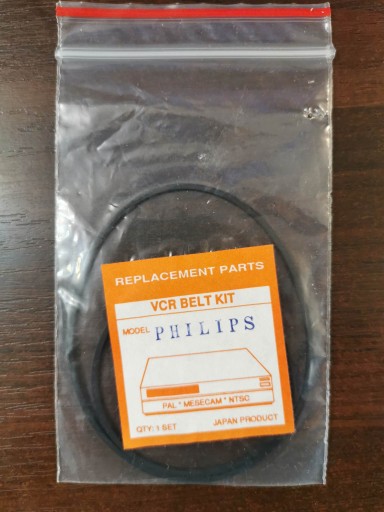 REPLACEMENT PARTS
VCR BELT KIT
MODEL PHILIPS
PAL * MESECAM * NTSC
QTY: 1 SET JAPAN PRODUCT